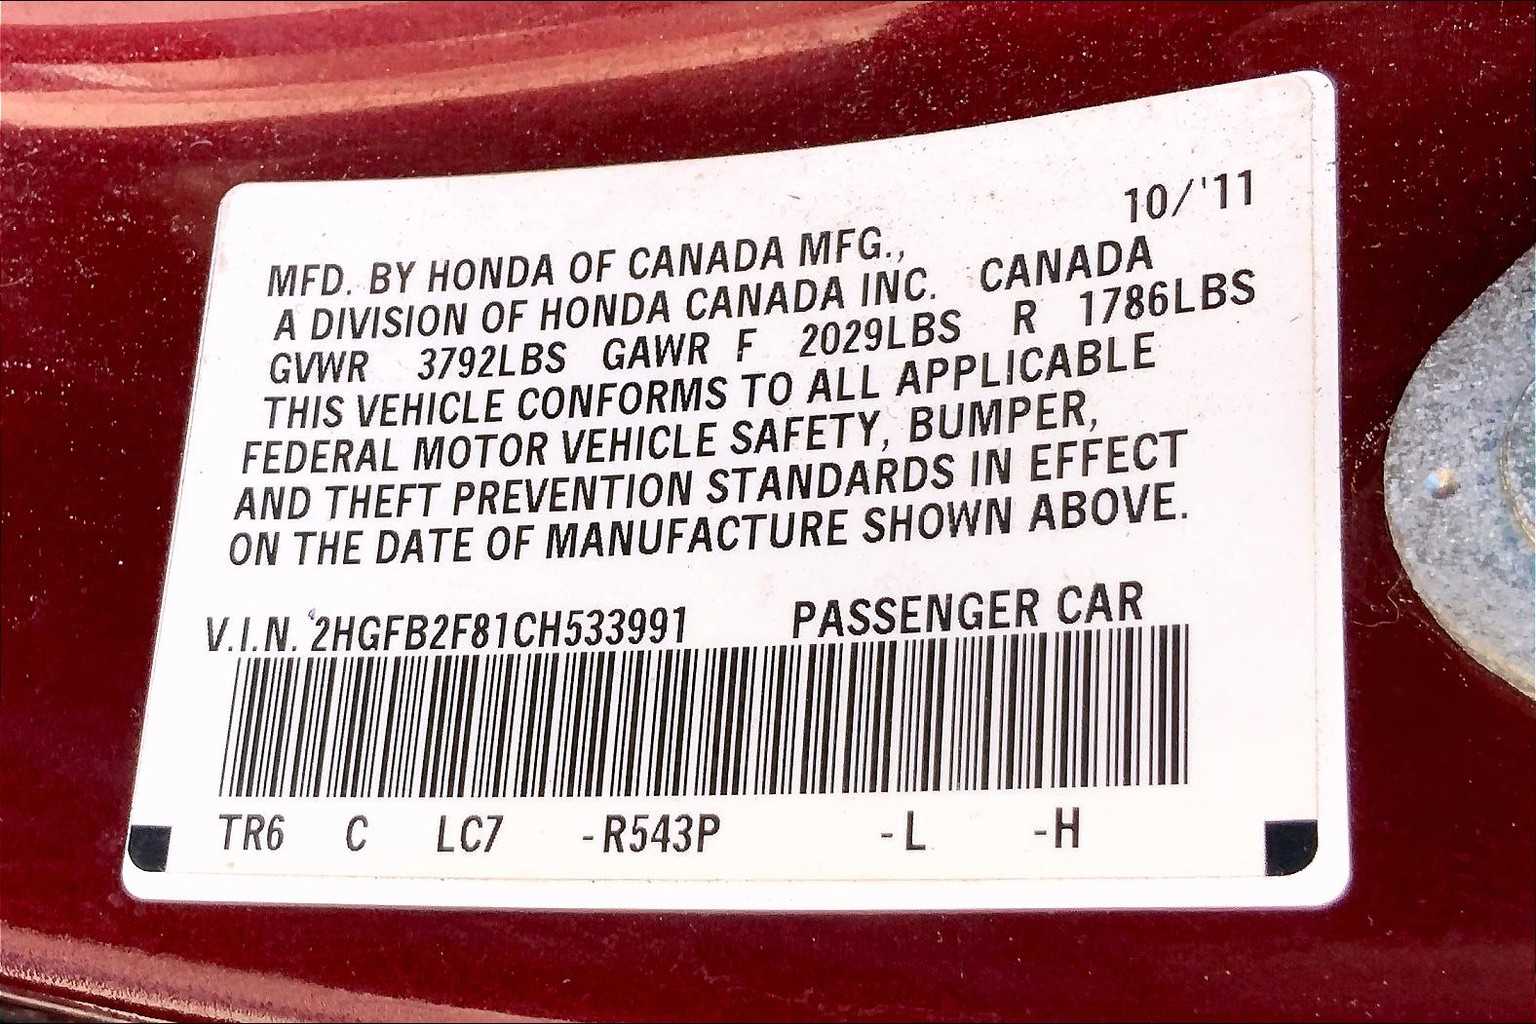 10/'11
MFD. BY HONDA OF CANADA MFG.,
A DIVISION OF HONDA CANADA INC. CANADA
GVWR 3792LBS GAWR F 2029LBS R 1786LBS
THIS VEHICLE CONFORMS TO ALL APPLICABLE
FEDERAL MOTOR VEHICLE SAFETY, BUMPER,
AND THEFT PREVENTION STANDARDS IN EFFECT
ON THE DATE OF MANUFACTURE SHOWN ABOVE.
V.I.N. 2HGFB2F81CH533991 PASSENGER CAR
TR6 C LC7 -R543P -L -H